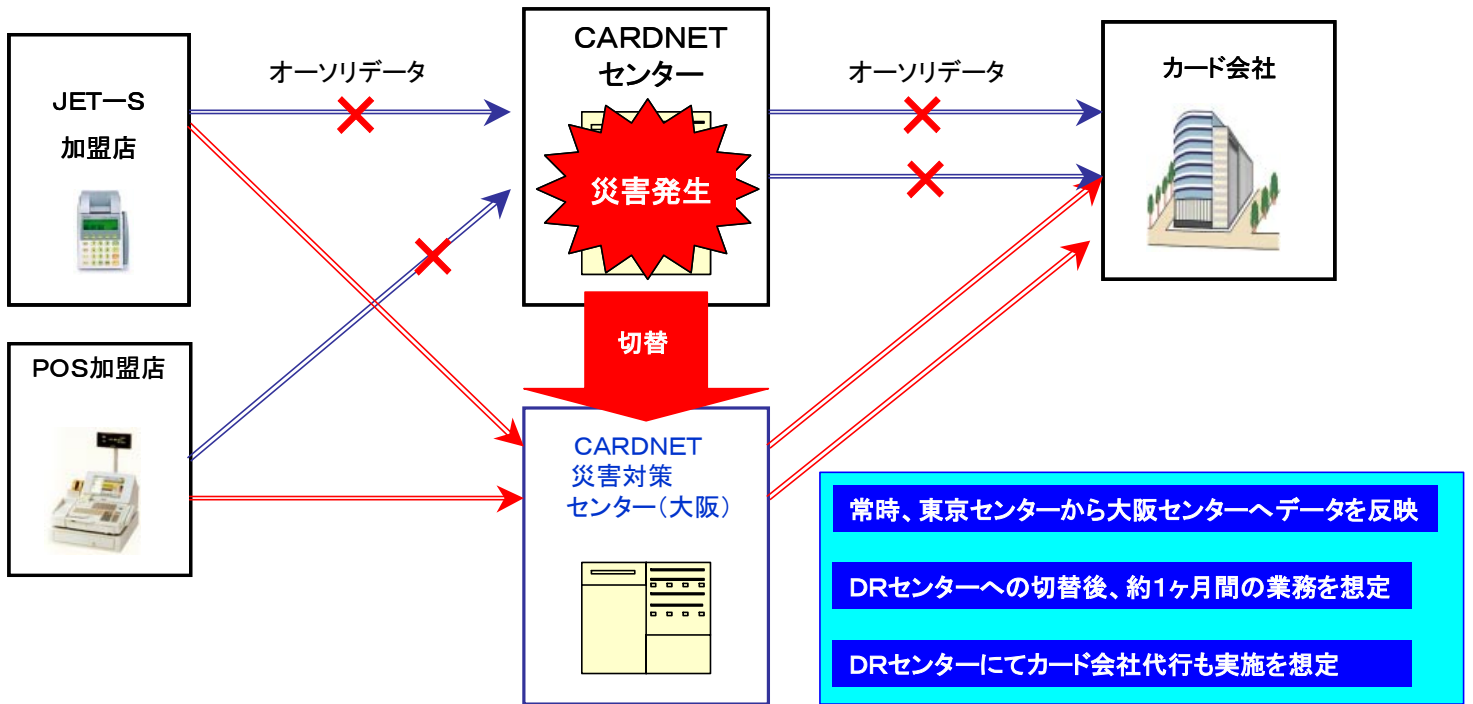 JETーS
加盟店
オーソリデータ
CARDNET
センター
災害発生
オーソリデータ
カード会社
切替
POS加盟店
CARDNET
災害対策
センター（大阪）
常時、東京センターから大阪センターへデータを反映
DRセンターへの切替後、約1ヶ月間の業務を想定
DRセンターにてカード会社代行も実施を想定